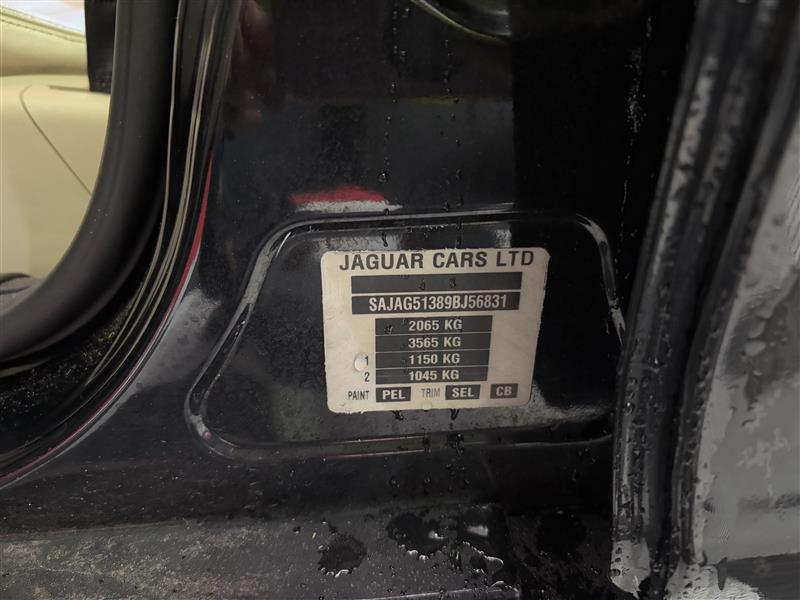 JAGUAR CARS LTD
SAJAG51389BJ56831
2065 KG
3565 KG
1 1150 KG
2 1045 KG
PAINT PEL TRIM SEL CB